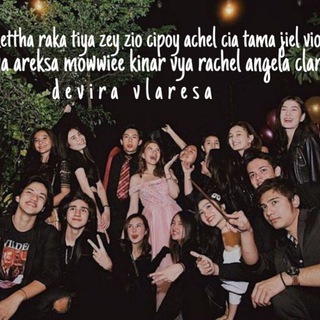 ettha raka tiya zey zio cipoy achel cia tama jiel vio
a areksa mowwiee kinar vya rachel angela clar
devira vlaresa